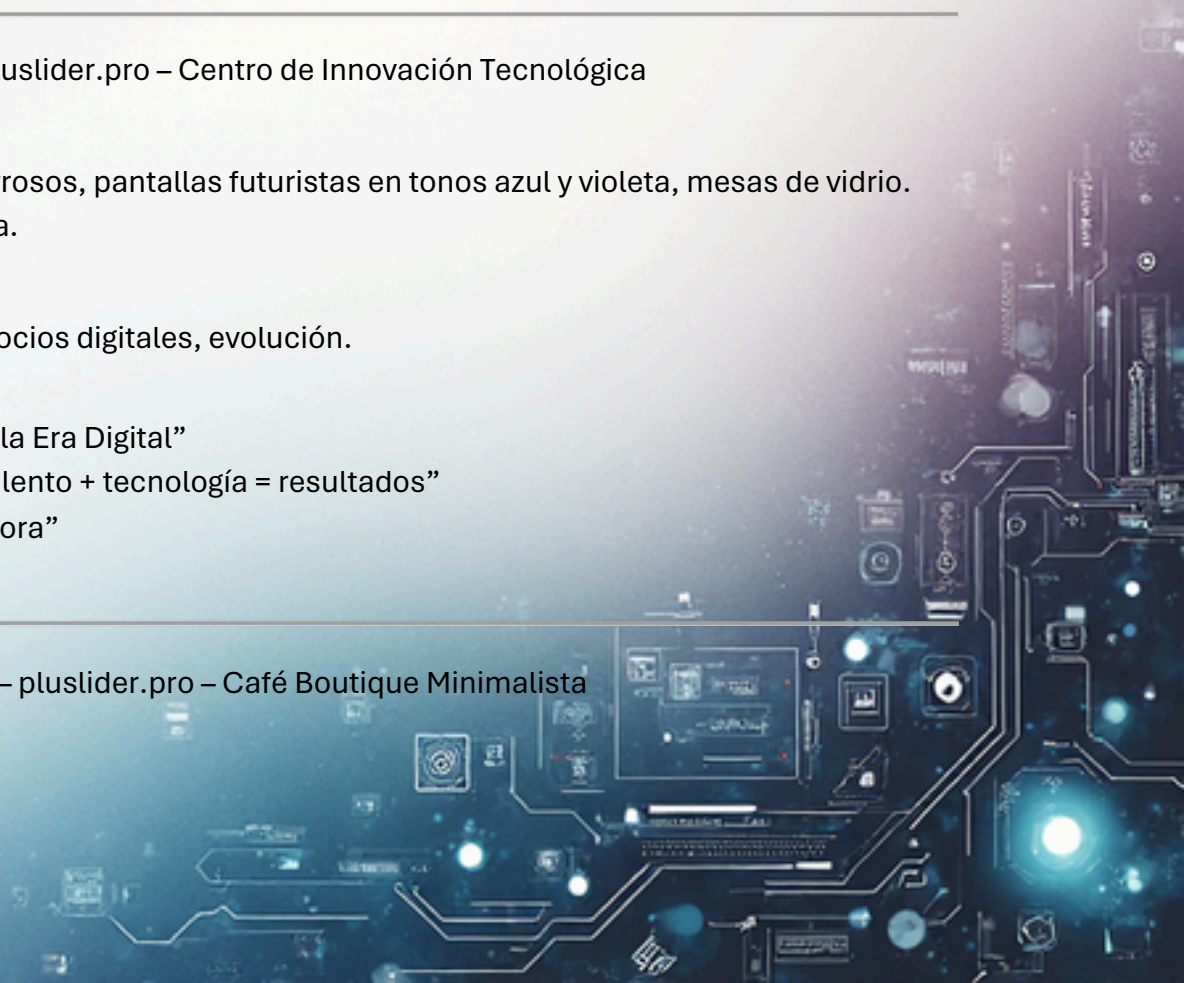 uslider.pro – Centro de Innovación Tecnológica
rosos, pantallas futuristas en tonos azul y violeta, mesas de vidrio.
a.
ocios digitales, evolución.
la Era Digital”
lento + tecnología = resultados”
ora”
– pluslider.pro – Café Boutique Minimalista